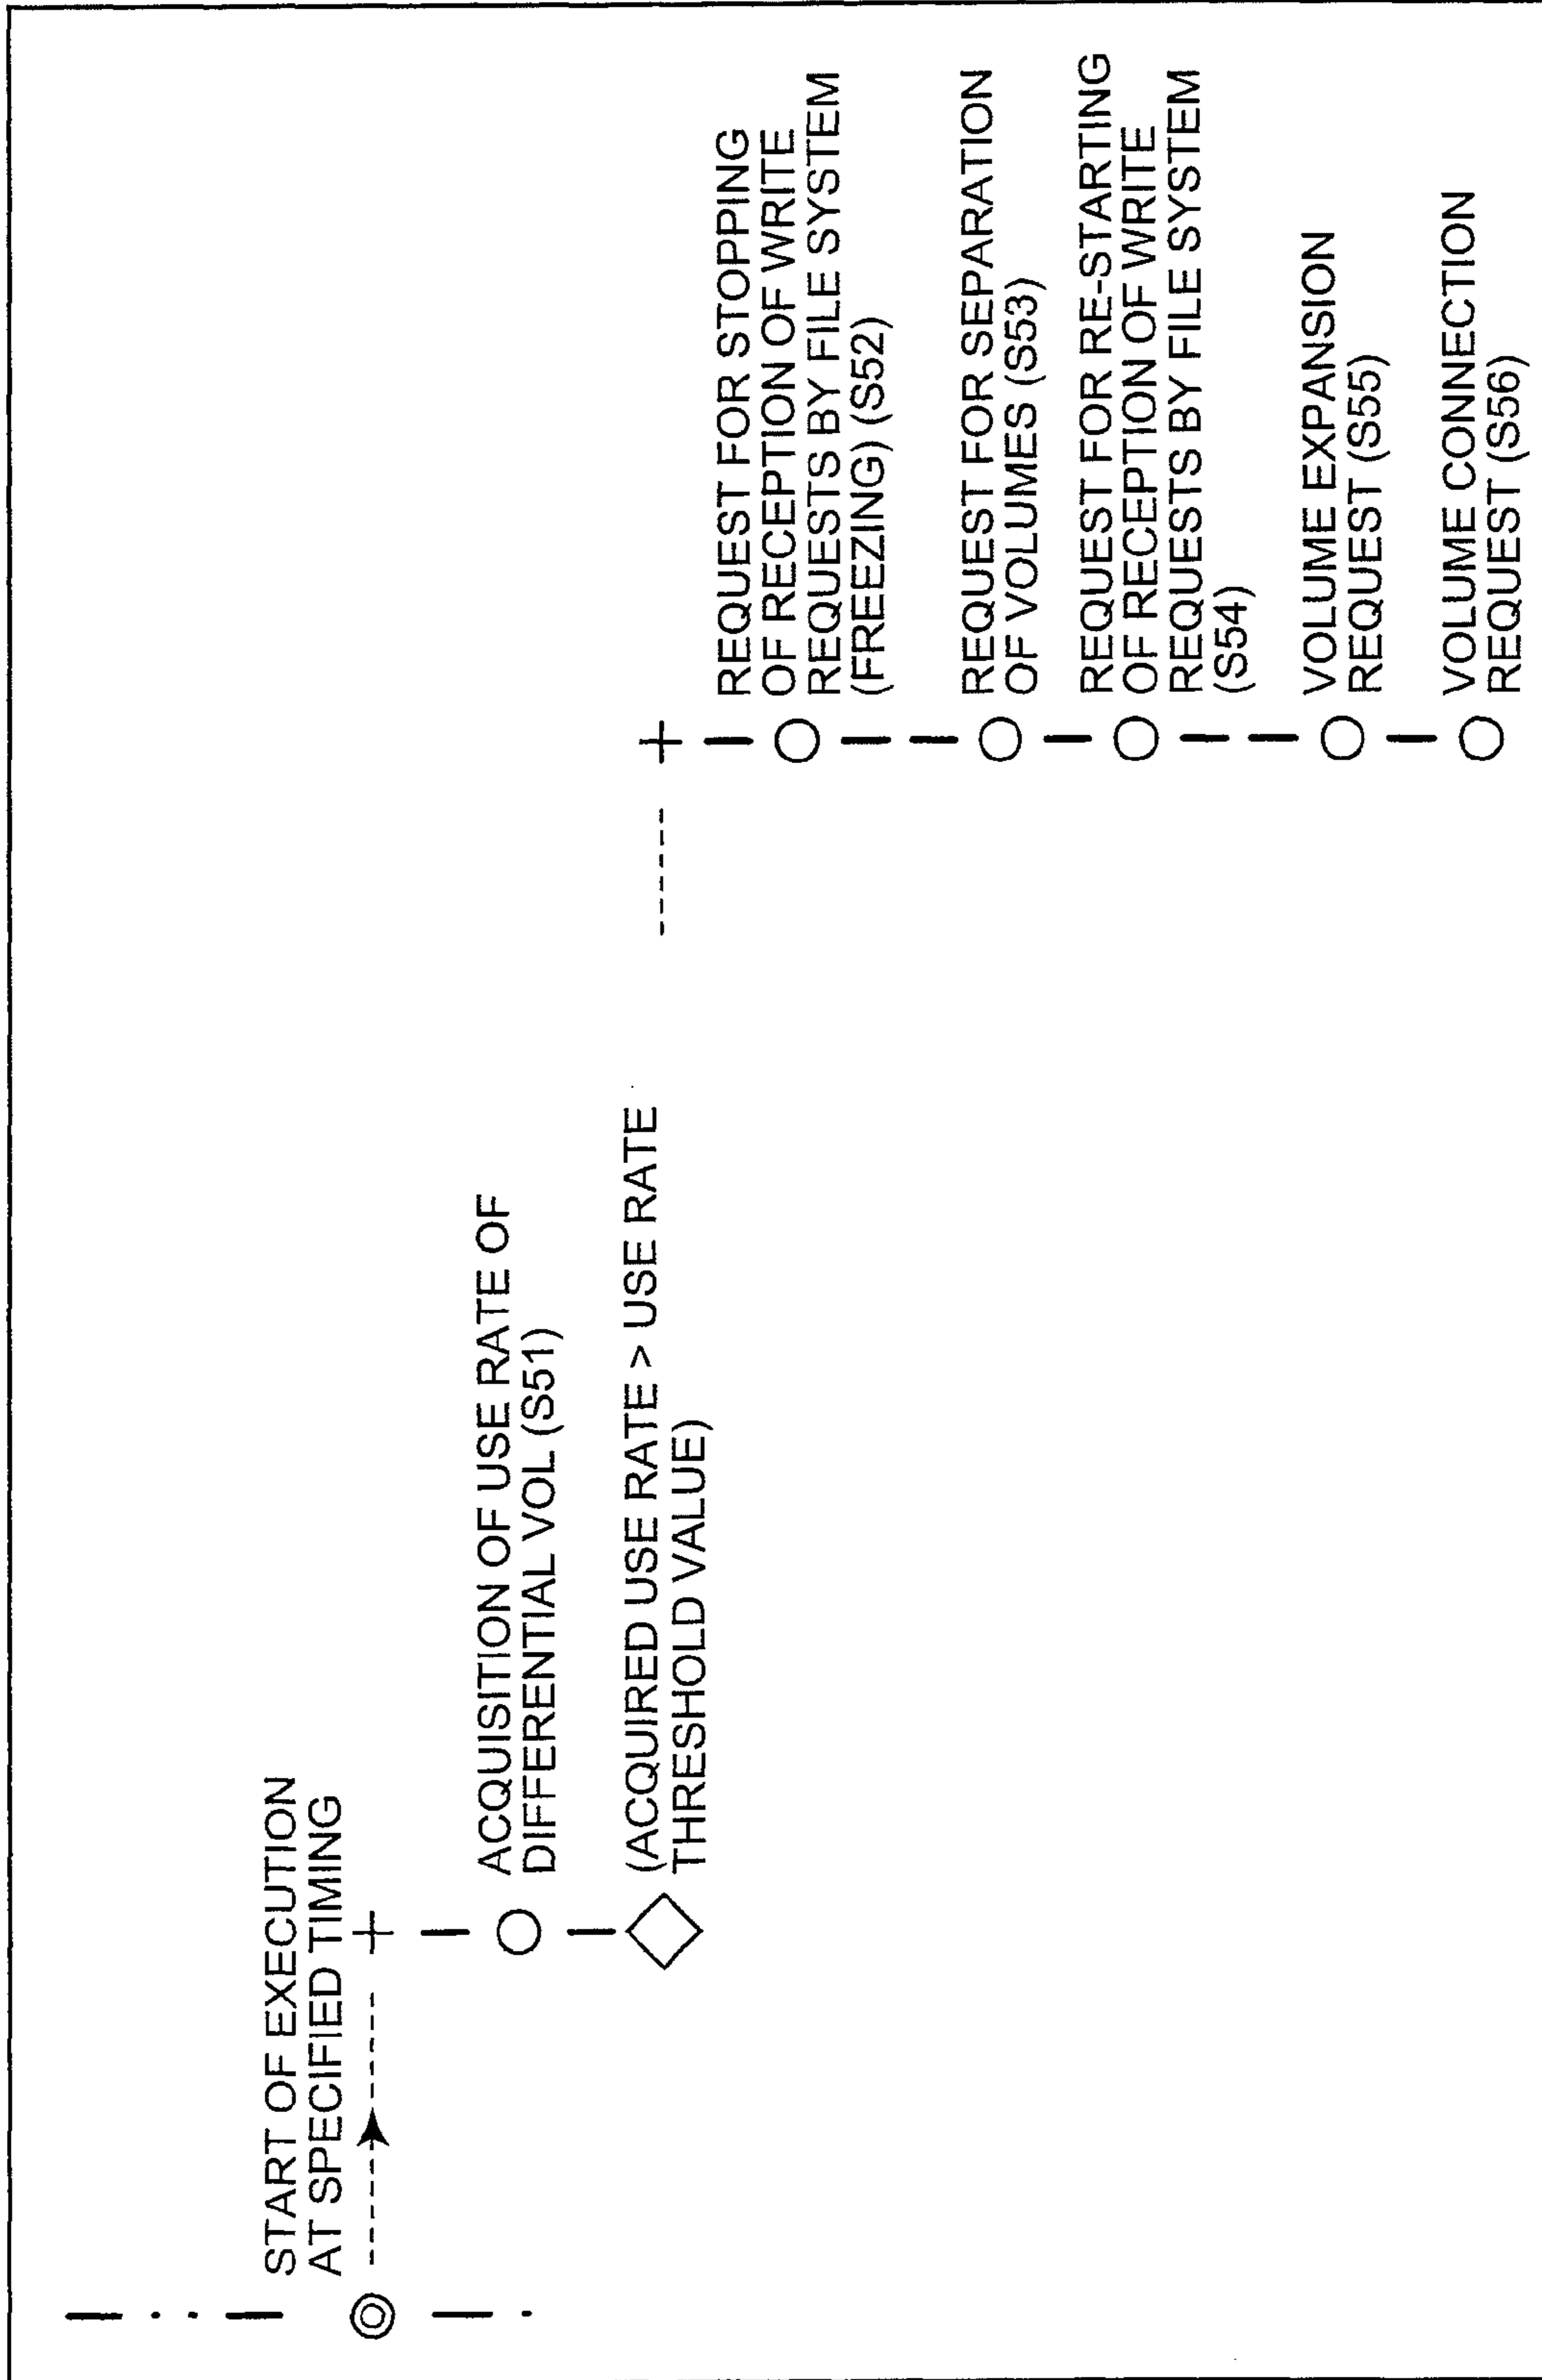 START OF EXECUTION
AT SPECIFIED TIMING
ACQUISITION OF USE RATE OF
DIFFERENTIAL VOL (S51)
(ACQUIRED USE RATE > USE RATE
THRESHOLD VALUE)
REQUEST FOR STOPPING
OF RECEPTION OF WRITE
REQUESTS BY FILE SYSTEM
(FREEZING) (S52)
REQUEST FOR SEPARATION
OF VOLUMES (S53)
REQUEST FOR RE-STARTING
OF RECEPTION OF WRITE
REQUESTS BY FILE SYSTEM
(S54)
VOLUME EXPANSION
REQUEST (S55)
VOLUME CONNECTION
REQUEST (S56)